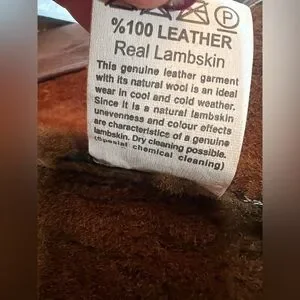 P
%100 LEATHER
Real Lambskin
This genuine leather garment
with its natural wool is an ideal
wear in cool and cold weather.
Since it is a natural lambskin
unevenness and colour effects
are characteristics of a genuine
lambskin. Dry cleaning possible.
(Special chemical cleaning)